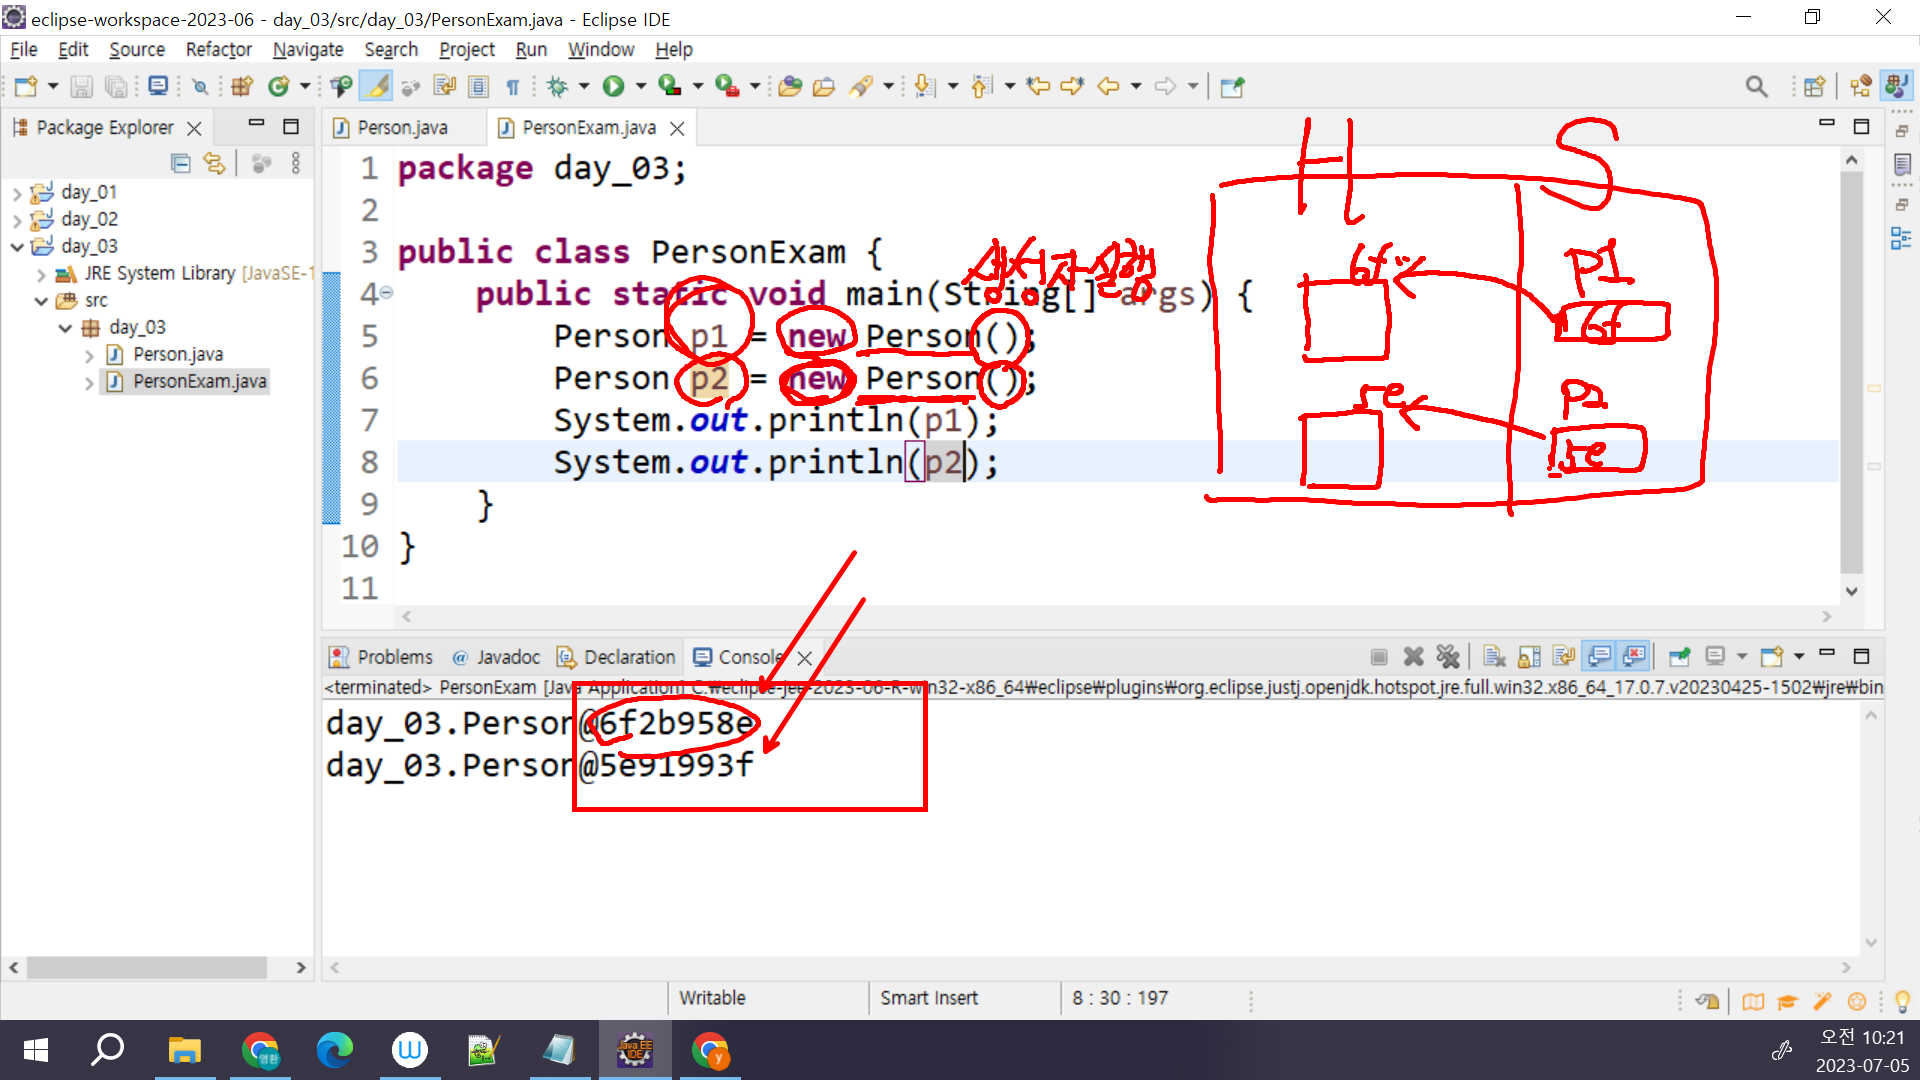 eclipse-workspace-2023-06 - day_03/src/day_03/PersonExam.java - Eclipse IDE
File Edit Source Refactor Navigate Search Project Run Window Help
Package Explorer
Person.java
PersonExam.java
day_01
day_02
day_03
JRE System Library [JavaSE-1
src
day_03
Person.java
PersonExam.java
1 package day_03;
2
3 public class PersonExam {
4 public static void main(String[] args) {
5 Person p1 = new Person();
6 Person p2 = new Person();
7 System.out.println(p1);
8 System.out.println(p2);
9 }
10 }
11
생성자 실행
H S
6f..
p1
6f
5e
p2
5e
Problems @ Javadoc Declaration Console
<terminated> PersonExam [Java Application] C:₩eclipse-jee-2023-06-R-win32-x86_64₩eclipse₩plugins₩org.eclipse.justj.openjdk.hotspot.jre.full.win32.x86_64_17.0.7.v20230425-1502₩jre₩bin
day_03.Person@6f2b958e
day_03.Person@5e91993f
Writable Smart Insert 8 : 30 : 197
오전 10:21
2023-07-05